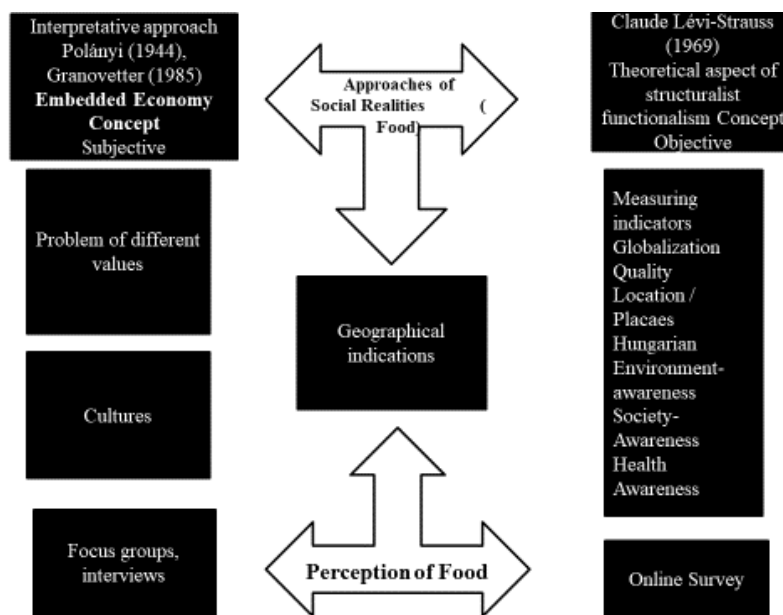 Interpretative approach
Polányi (1944),
Granovetter (1985)
Embedded Economy
Concept
Subjective
Approaches of
Social Realities (
Food)
Claude Lévi-Strauss
(1969)
Theoretical aspect of
structuralist
functionalism Concept
Objective
Problem of different
values
Geographical
indications
Measuring
indicators
Globalization
Quality
Location /
Placaes
Hungarian
Environment-
awareness
Society-
Awareness
Health
Awareness
Cultures
Focus groups,
interviews
Perception of Food
Online Survey